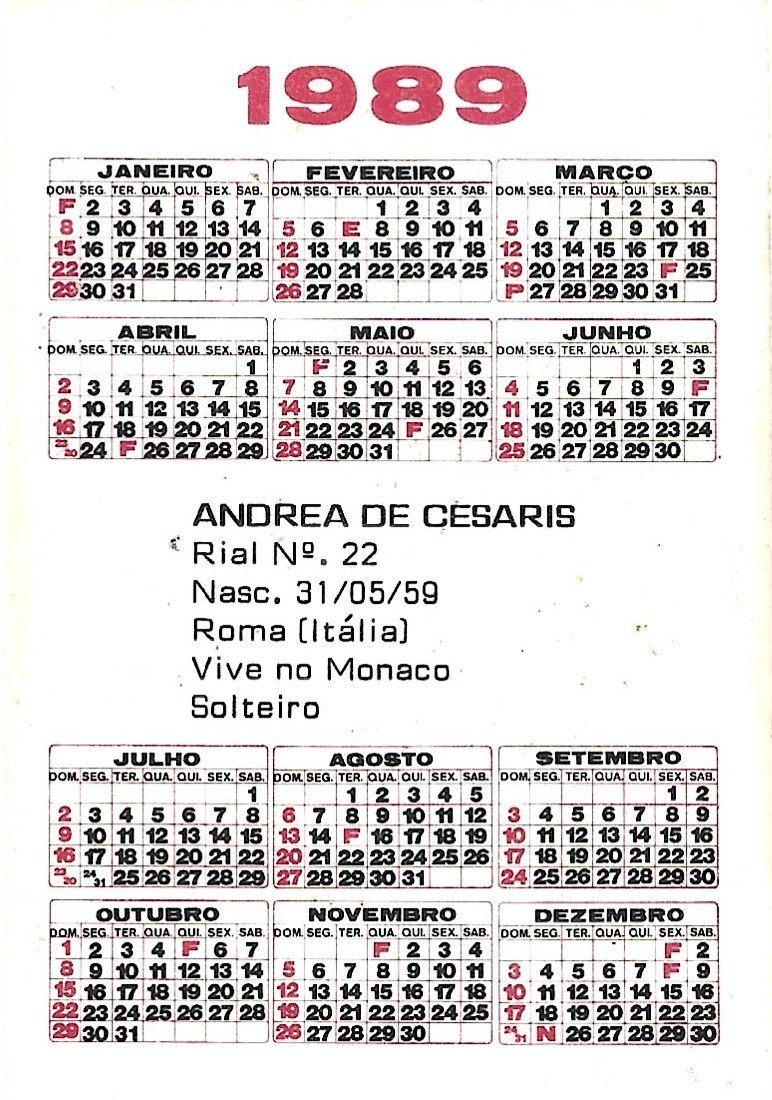 1989
JANEIRO
DOM. SEG. TER. QUA. QUI. SEX. SAB.
F 2 3 4 5 6 7
8 9 10 11 12 13 14
15 16 17 18 19 20 21
22 23 24 25 26 27 28
29 30 31
FEVEREIRO
DOM. SEG. TER. QUA. QUI. SEX. SAB.
1 2 3 4
5 6 E 8 9 10 11
12 13 14 15 16 17 18
19 20 21 22 23 24 25
26 27 28
MARÇO
DOM. SEG. TER. QUA. QUI. SEX. SAB.
1 2 3 4
5 6 7 8 9 10 11
12 13 14 15 16 17 18
19 20 21 22 23 F 25
P 27 28 29 30 31
ABRIL
DOM. SEG. TER. QUA. QUI. SEX. SAB.
1
2 3 4 5 6 7 8
9 10 11 12 13 14 15
16 17 18 19 20 21 22
23 30 24 F 26 27 28 29
MAIO
DOM. SEG. TER. QUA. QUI. SEX. SAB.
F 2 3 4 5 6
7 8 9 10 11 12 13
14 15 16 17 18 19 20
21 22 23 24 F 26 27
28 29 30 31
JUNHO
DOM. SEG. TER. QUA. QUI. SEX. SAB.
1 2 3
4 5 6 7 8 9 F
11 12 13 14 15 16 17
18 19 20 21 22 23 24
25 26 27 28 29 30
ANDREA DE CESARIS
Rial Nº. 22
Nasc. 31/05/59
Roma (Itália)
Vive no Monaco
Solteiro
JULHO
DOM. SEG. TER. QUA. QUI. SEX. SAB.
1
2 3 4 5 6 7 8
9 10 11 12 13 14 15
16 17 18 19 20 21 22
23 30 24 31 25 26 27 28 29
AGOSTO
DOM. SEG. TER. QUA. QUI. SEX. SAB.
1 2 3 4 5
6 7 8 9 10 11 12
13 14 F 16 17 18 19
20 21 22 23 24 25 26
27 28 29 30 31
SETEMBRO
DOM. SEG. TER. QUA. QUI. SEX. SAB.
1 2
3 4 5 6 7 8 9
10 11 12 13 14 15 16
17 18 19 20 21 22 23
24 25 26 27 28 29 30
OUTUBRO
DOM. SEG. TER. QUA. QUI. SEX. SAB.
1 2 3 4 F 6 7
8 9 10 11 12 13 14
15 16 17 18 19 20 21
22 23 24 25 26 27 28
29 30 31
NOVEMBRO
DOM. SEG. TER. QUA. QUI. SEX. SAB.
F 2 3 4
5 6 7 8 9 10 11
12 13 14 15 16 17 18
19 20 21 22 23 24 25
26 27 28 29 30
DEZEMBRO
DOM. SEG. TER. QUA. QUI. SEX. SAB.
F 2
3 4 5 6 7 F 9
10 11 12 13 14 15 16
17 18 19 20 21 22 23
24 31 N 26 27 28 29 30